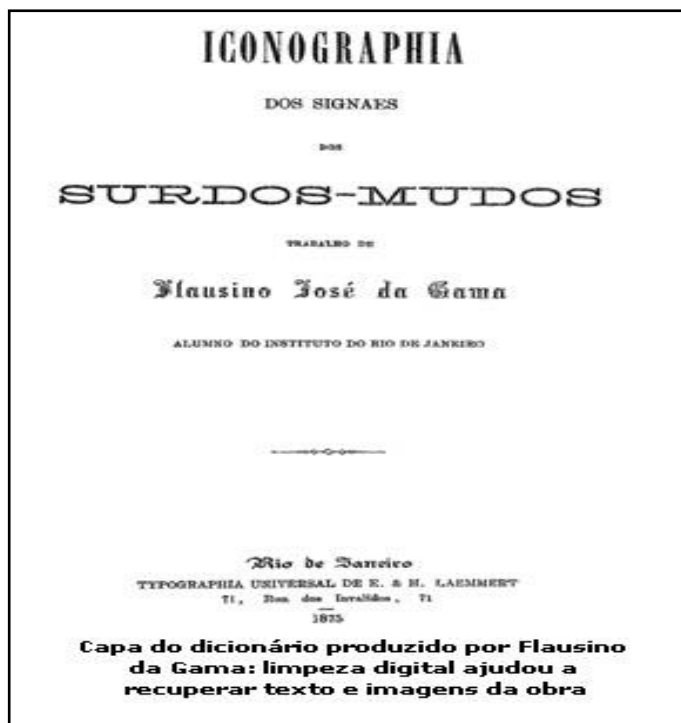 ICONOGRAPHIA
DOS SIGNAES
DOS
SURDOS-MUDOS
TRABALHO DE
Flausino José da Gama
ALUMNO DO INSTITUTO DO RIO DE JANEIRO
Rio de Janeiro
TYPOGRAPHIA UNIVERSAL DE E. & H. LAEMMERT
71, Rua dos Invalidos, 71
1875
Capa do dicionário produzido por Flausino
da Gama: limpeza digital ajudou a
recuperar texto e imagens da obra